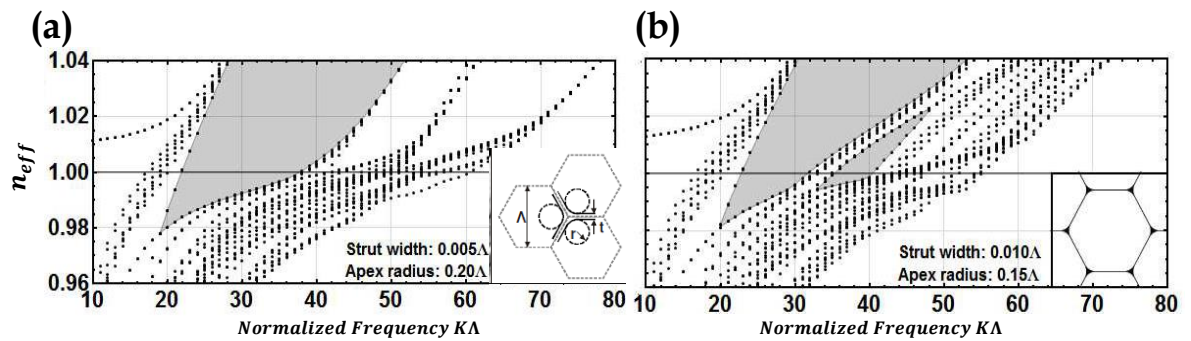 (a)
1.04
1.02
1.00
0.98
0.96
n_eff
Λ
r
t
Strut width: 0.005Λ
Apex radius: 0.20Λ
10 20 30 40 50 60 70 80
Normalized Frequency KΛ
(b)
Strut width: 0.010Λ
Apex radius: 0.15Λ
10 20 30 40 50 60 70 80
Normalized Frequency KΛ